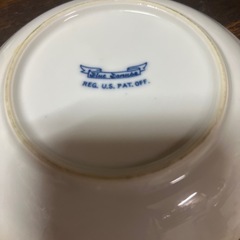 Blue Danube
REG. U.S. PAT. OFF.